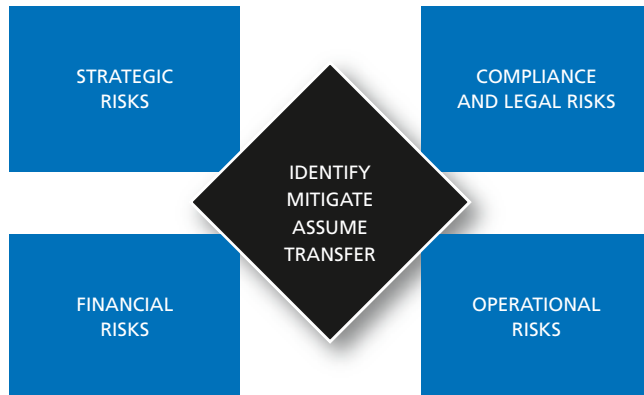 STRATEGIC
RISKS
COMPLIANCE
AND LEGAL RISKS
IDENTIFY
MITIGATE
ASSUME
TRANSFER
FINANCIAL
RISKS
OPERATIONAL
RISKS